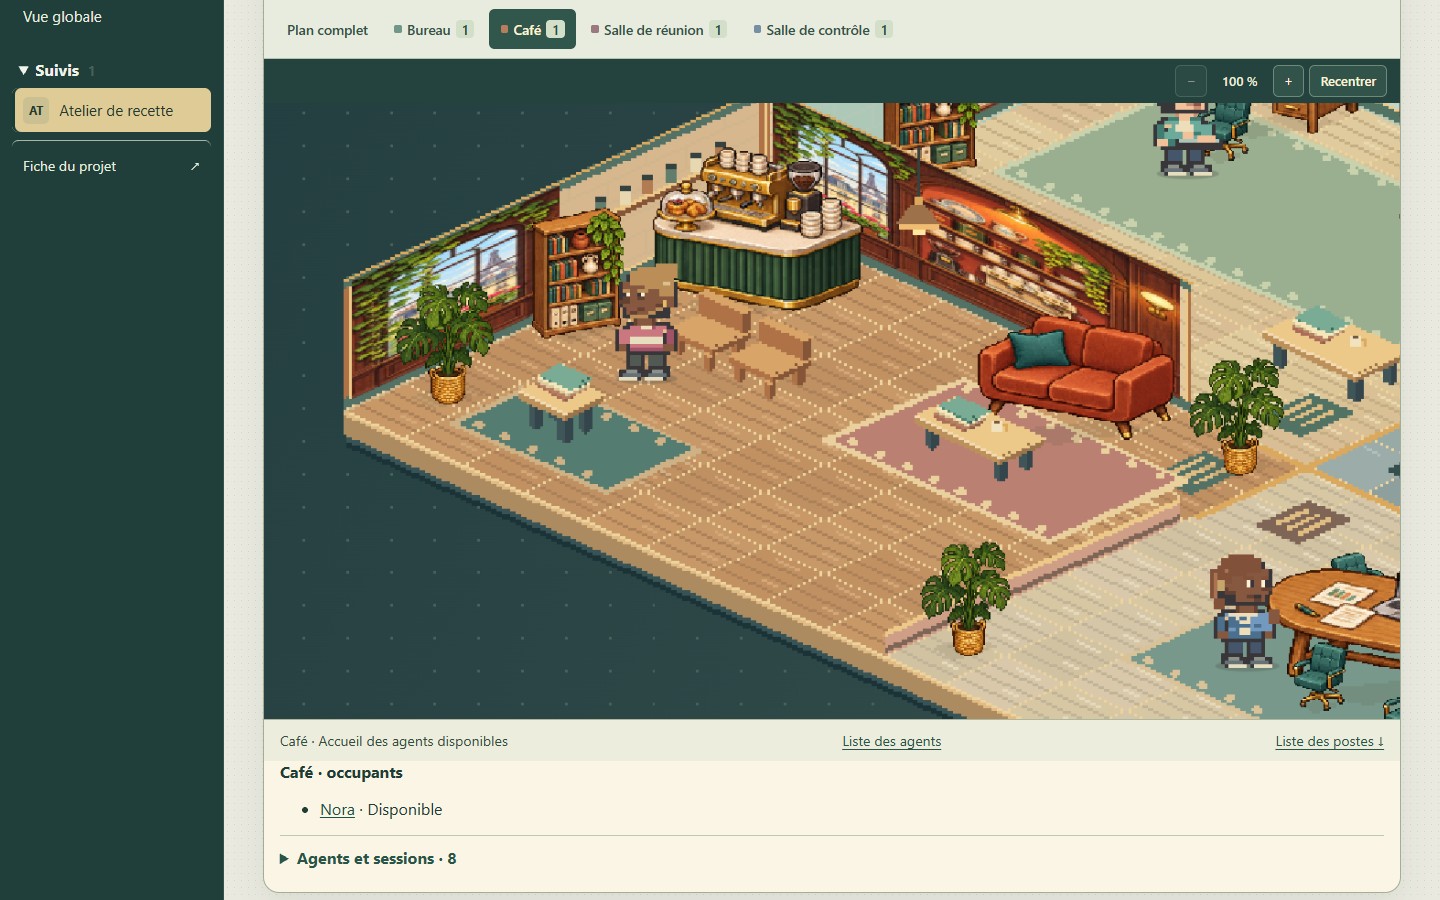 Vue globale
▼ Suivis 1
AT Atelier de recette
Fiche du projet ↗
Plan complet Bureau 1 Café 1 Salle de réunion 1 Salle de contrôle 1
− 100 % + Recentrer
Café · Accueil des agents disponibles Liste des agents Liste des postes ↓
Café · occupants
• Nora · Disponible
▶ Agents et sessions · 8